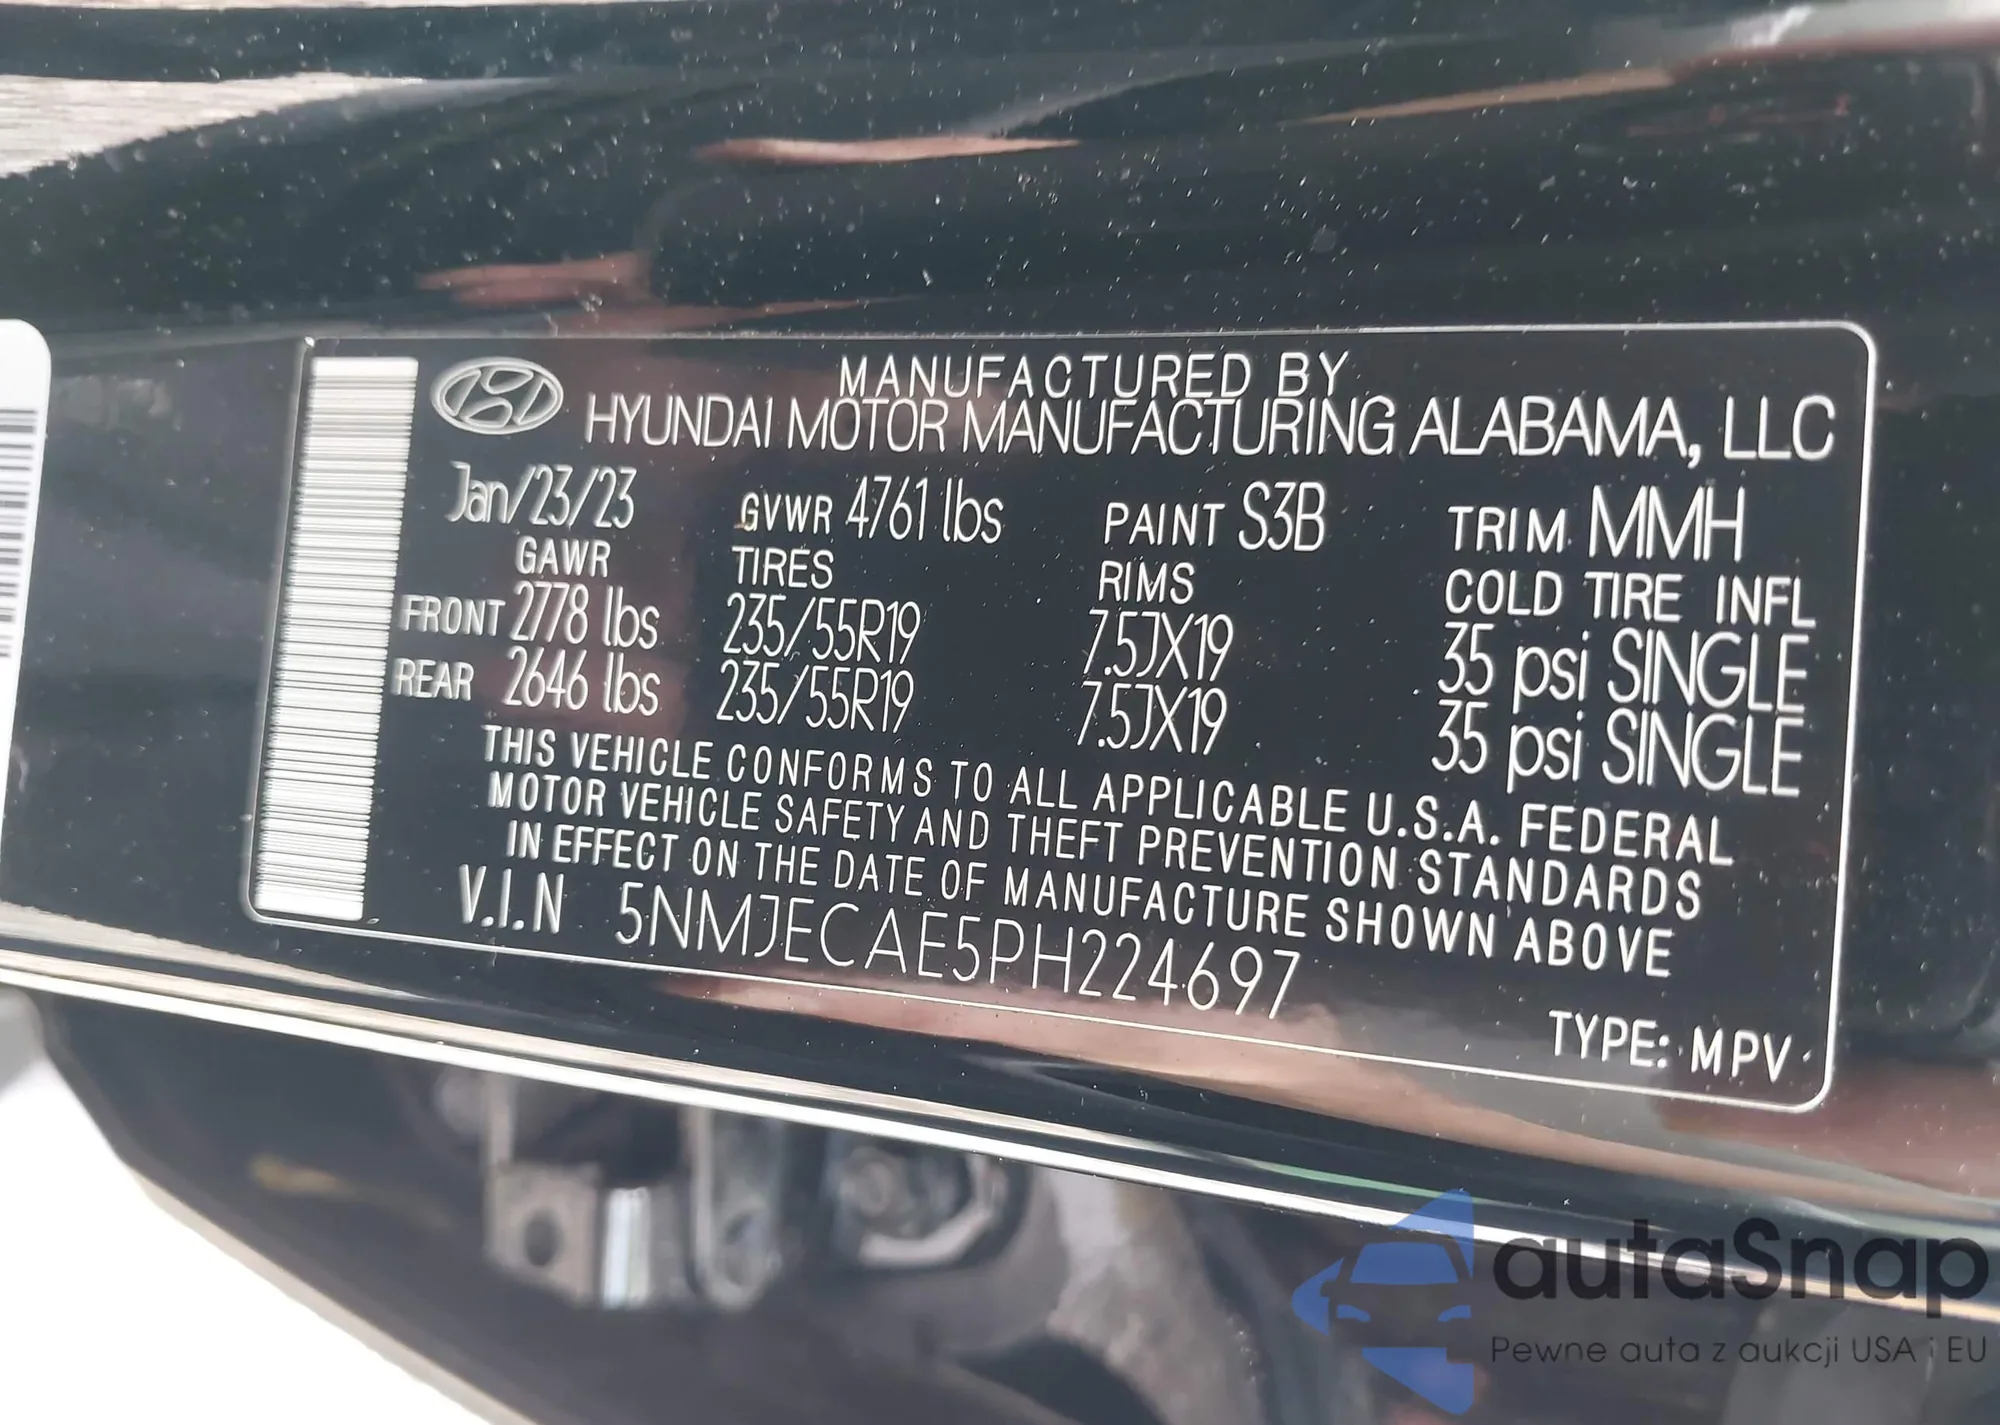 MANUFACTURED BY
HYUNDAI MOTOR MANUFACTURING ALABAMA, LLC
Jan/23/23 GVWR 4761 lbs PAINT S3B TRIM MMH
GAWR TIRES RIMS COLD TIRE INFL
FRONT 2778 lbs 235/55R19 7.5JX19 35 psi SINGLE
REAR 2646 lbs 235/55R19 7.5JX19 35 psi SINGLE
THIS VEHICLE CONFORMS TO ALL APPLICABLE U.S.A. FEDERAL
MOTOR VEHICLE SAFETY AND THEFT PREVENTION STANDARDS
IN EFFECT ON THE DATE OF MANUFACTURE SHOWN ABOVE
V.I.N 5NMJECAE5PH224697
TYPE: MPV
autaSnap
Pewne auta z aukcji USA i EU